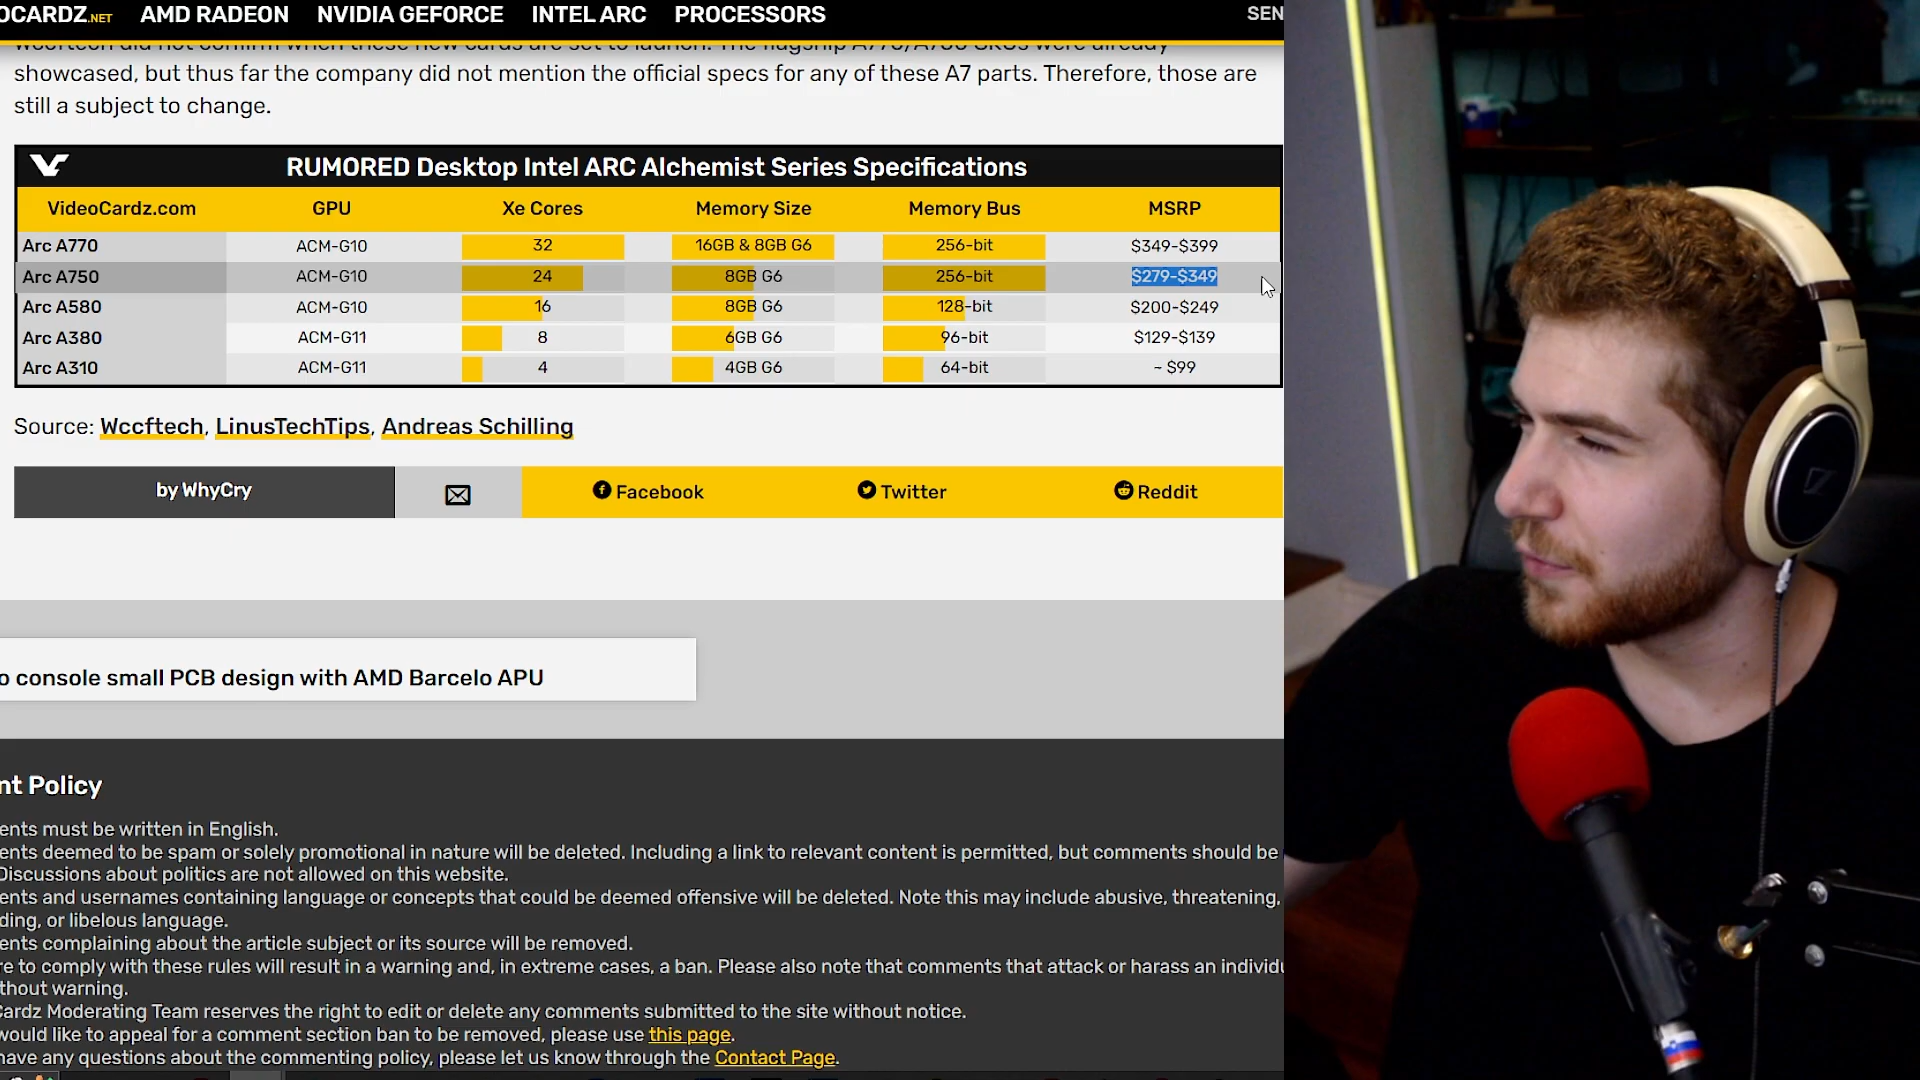 OCARDZ.NET AMD RADEON NVIDIA GEFORCE INTEL ARC PROCESSORS SEN
showcased, but thus far the company did not mention the official specs for any of these A7 parts. Therefore, those are
still a subject to change.
RUMORED Desktop Intel ARC Alchemist Series Specifications
VideoCardz.com GPU Xe Cores Memory Size Memory Bus MSRP
Arc A770 ACM-G10 32 16GB & 8GB G6 256-bit $349-$399
Arc A750 ACM-G10 24 8GB G6 256-bit $279-$349
Arc A580 ACM-G10 16 8GB G6 128-bit $200-$249
Arc A380 ACM-G11 8 6GB G6 96-bit $129-$139
Arc A310 ACM-G11 4 4GB G6 64-bit ~ $99
Source: Wccftech, LinusTechTips, Andreas Schilling
by WhyCry Facebook Twitter Reddit
o console small PCB design with AMD Barcelo APU
nt Policy
ents must be written in English.
ents deemed to be spam or solely promotional in nature will be deleted. Including a link to relevant content is permitted, but comments should be
Discussions about politics are not allowed on this website.
ents and usernames containing language or concepts that could be deemed offensive will be deleted. Note this may include abusive, threatening,
ding, or libelous language.
ents complaining about the article subject or its source will be removed.
re to comply with these rules will result in a warning and, in extreme cases, a ban. Please also note that comments that attack or harass an individu
thout warning.
Cardz Moderating Team reserves the right to edit or delete any comments submitted to the site without notice.
would like to appeal for a comment section ban to be removed, please use this page.
have any questions about the commenting policy, please let us know through the Contact Page.